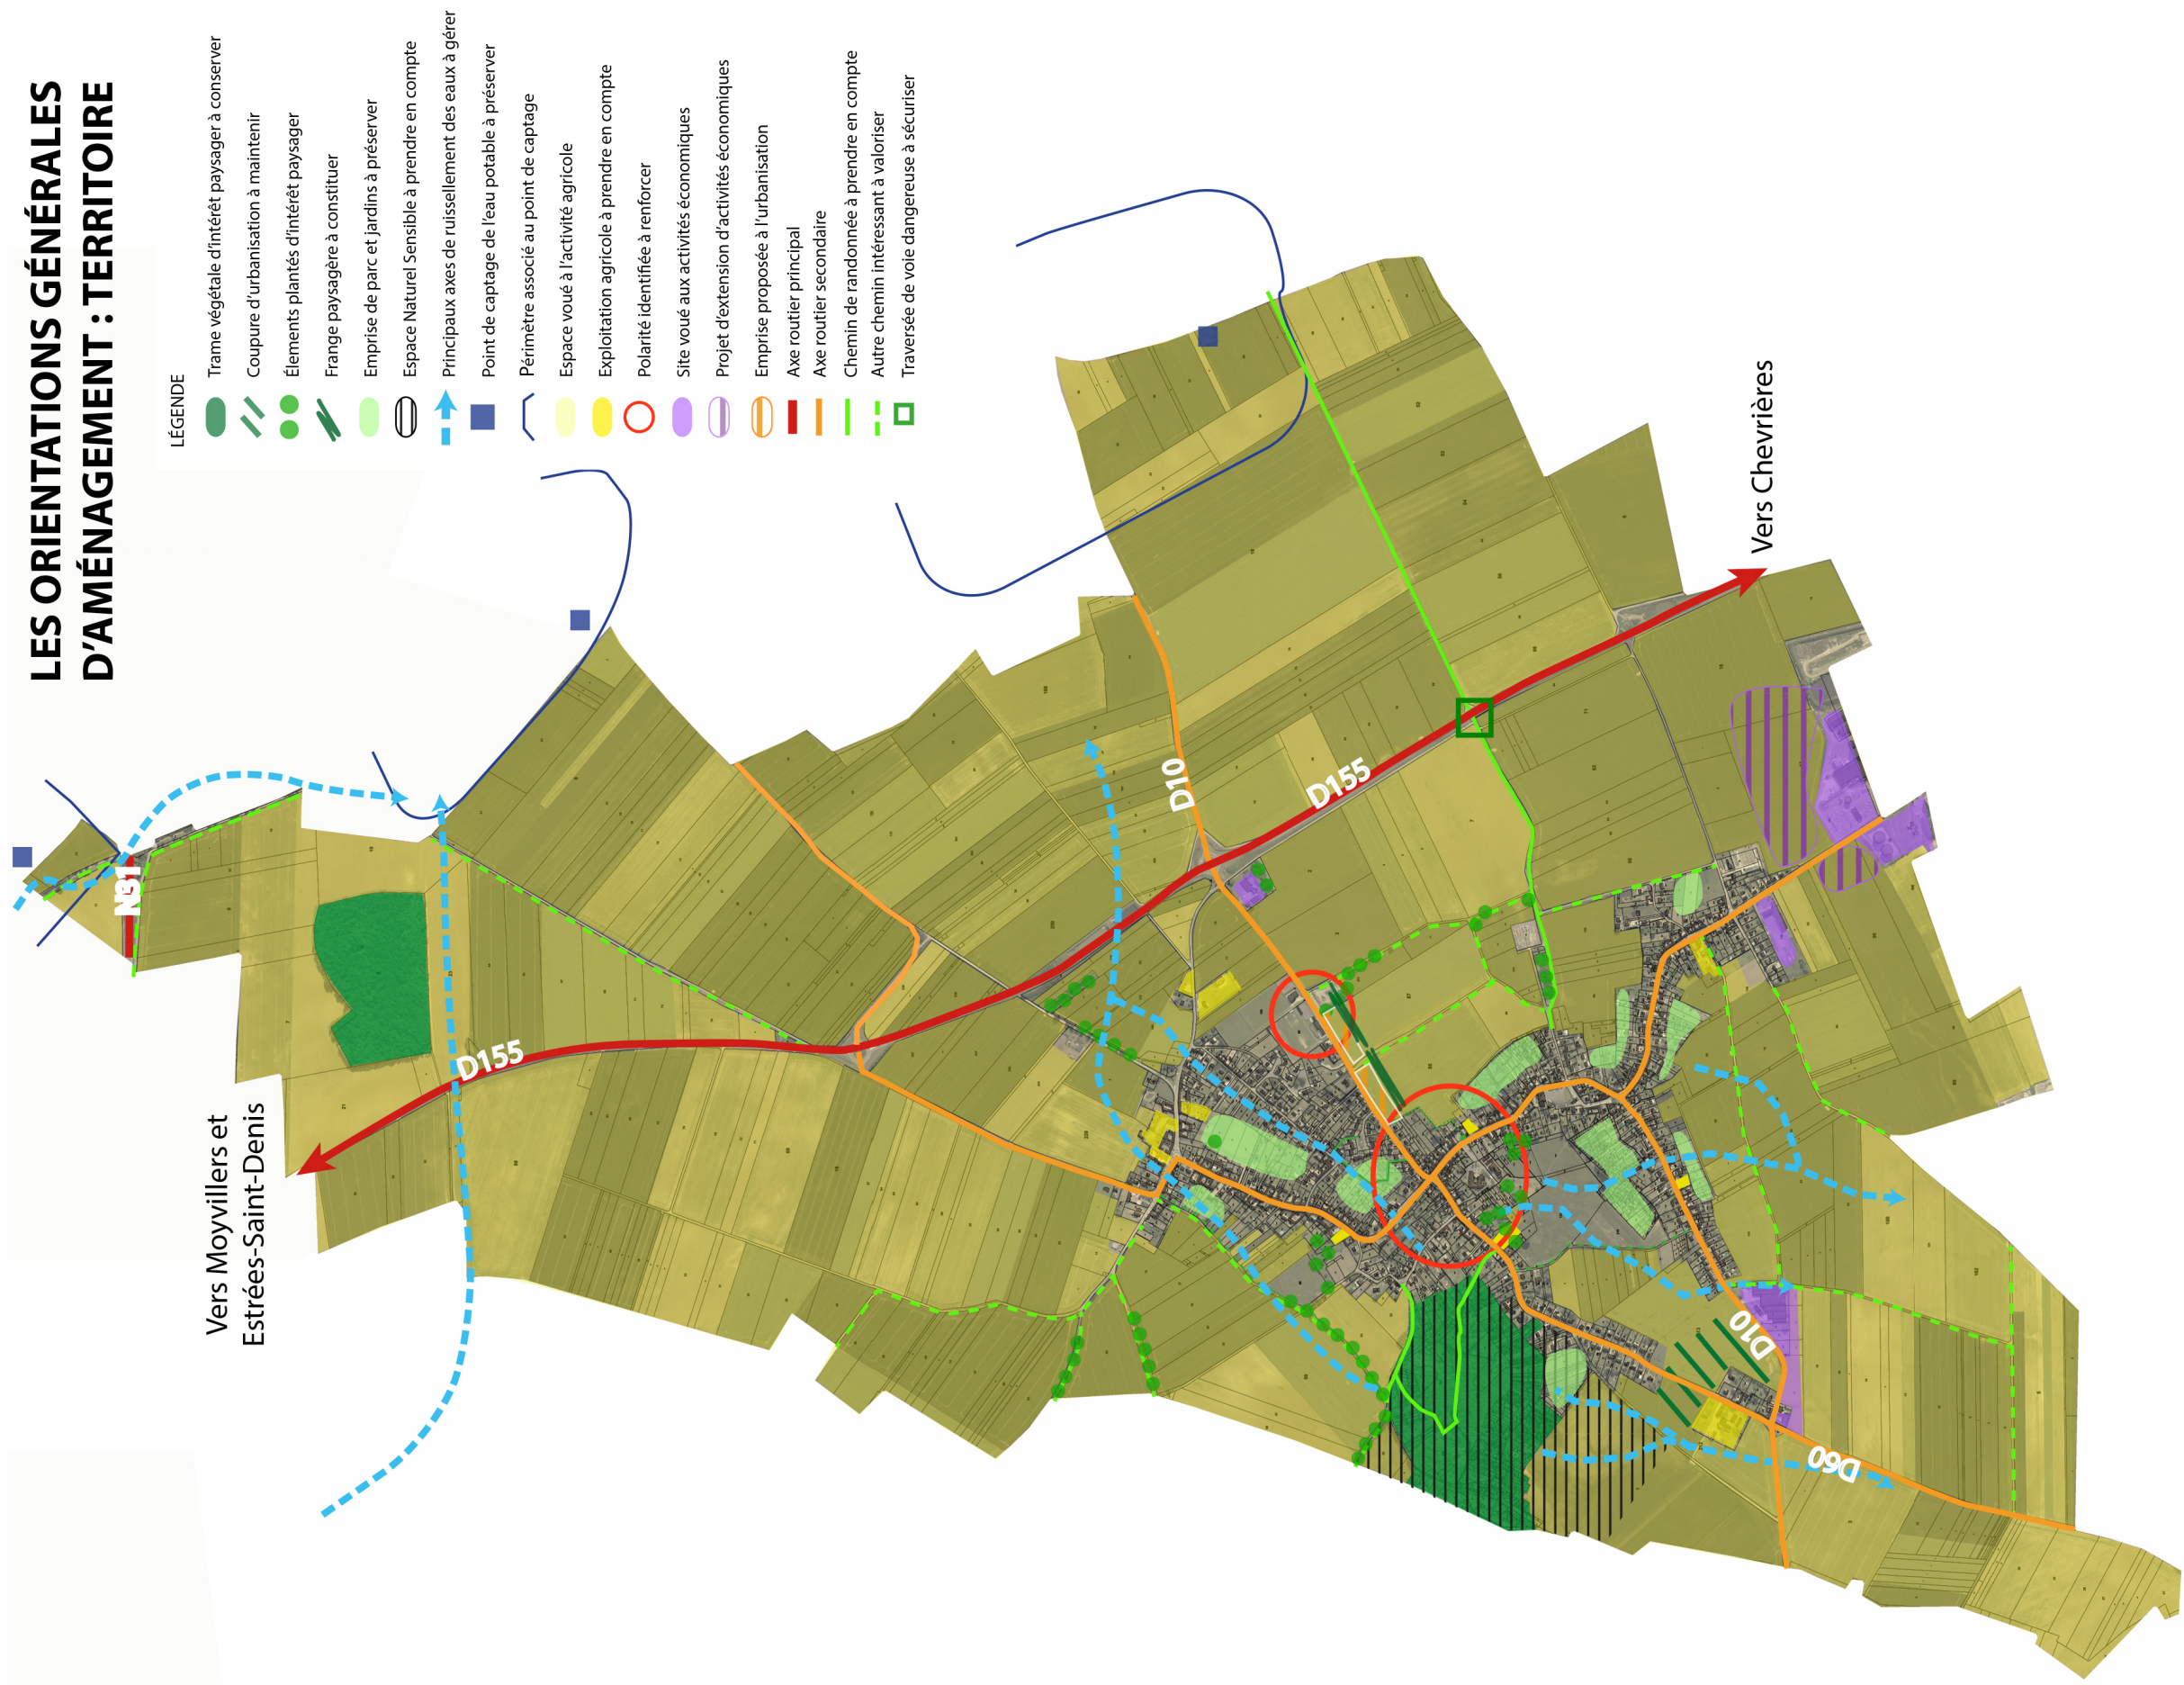 LES ORIENTATIONS GÉNÉRALES
D'AMÉNAGEMENT : TERRITOIRE
LÉGENDE
Trame végétale d'intérêt paysager à conserver
Coupure d'urbanisation à maintenir
Élements plantés d'intérêt paysager
Frange paysagère à constituer
Emprise de parc et jardins à préserver
Espace Naturel Sensible à prendre en compte
Principaux axes de ruissellement des eaux à gérer
Point de captage de l'eau potable à préserver
Périmètre associé au point de captage
Espace voué à l'activité agricole
Exploitation agricole à prendre en compte
Polarité identifiée à renforcer
Site voué aux activités économiques
Projet d'extension d'activités économiques
Emprise proposée à l'urbanisation
Axe routier principal
Axe routier secondaire
Chemin de randonnée à prendre en compte
Autre chemin intéressant à valoriser
Traversée de voie dangereuse à sécuriser
N31
D155
Vers Moyvillers et
Estrées-Saint-Denis
D10
D155
Vers Chevrières
D10
D60